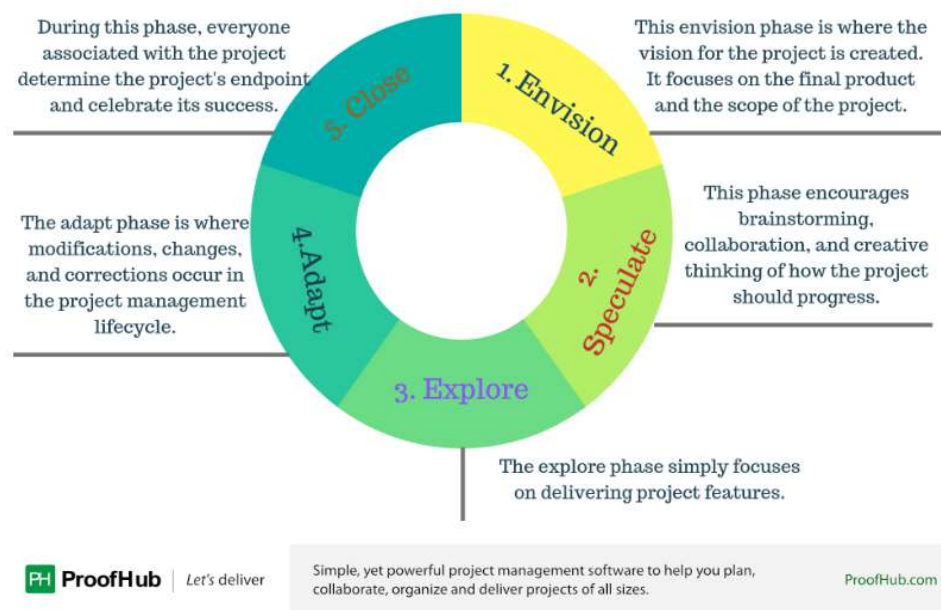 During this phase, everyone
associated with the project
determine the project's endpoint
and celebrate its success.
5. Close
1. Envision
This envision phase is where the
vision for the project is created.
It focuses on the final product
and the scope of the project.
The adapt phase is where
modifications, changes,
and corrections occur in
the project management
lifecycle.
4.Adapt
2.
Speculate
This phase encourages
brainstorming,
collaboration, and creative
thinking of how the project
should progress.
3. Explore
The explore phase simply focuses
on delivering project features.
PH ProofHub Let's deliver
Simple, yet powerful project management software to help you plan,
collaborate, organize and deliver projects of all sizes.
ProofHub.com